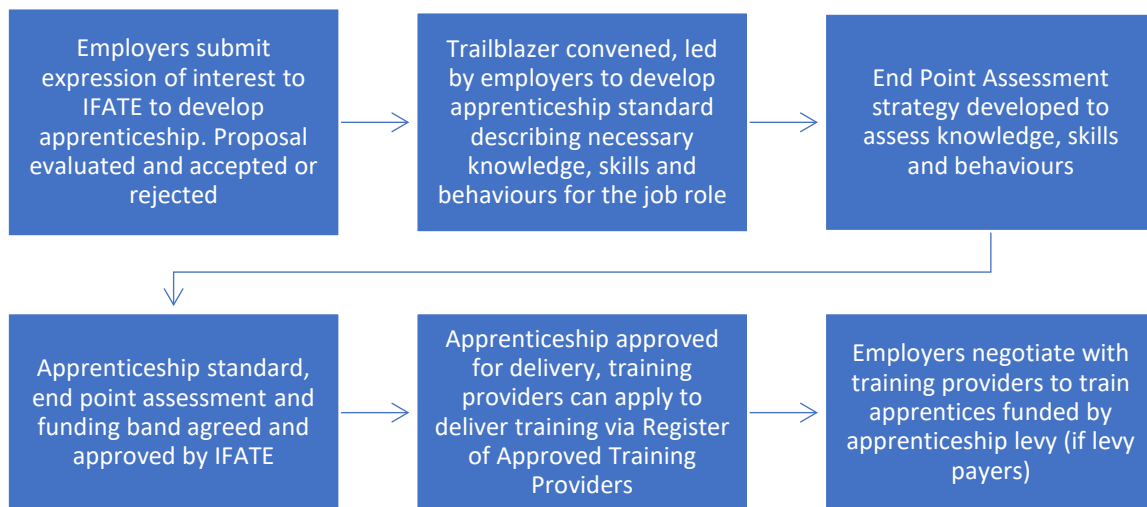 Employers submit
expression of interest to
IFATE to develop
apprenticeship. Proposal
evaluated and accepted or
rejected
Trailblazer convened, led
by employers to develop
apprenticeship standard
describing necessary
knowledge, skills and
behaviours for the job role
End Point Assessment
strategy developed to
assess knowledge, skills
and behaviours
Apprenticeship standard,
end point assessment and
funding band agreed and
approved by IFATE
Apprenticeship approved
for delivery, training
providers can apply to
deliver training via Register
of Approved Training
Providers
Employers negotiate with
training providers to train
apprentices funded by
apprenticeship levy (if levy
payers)